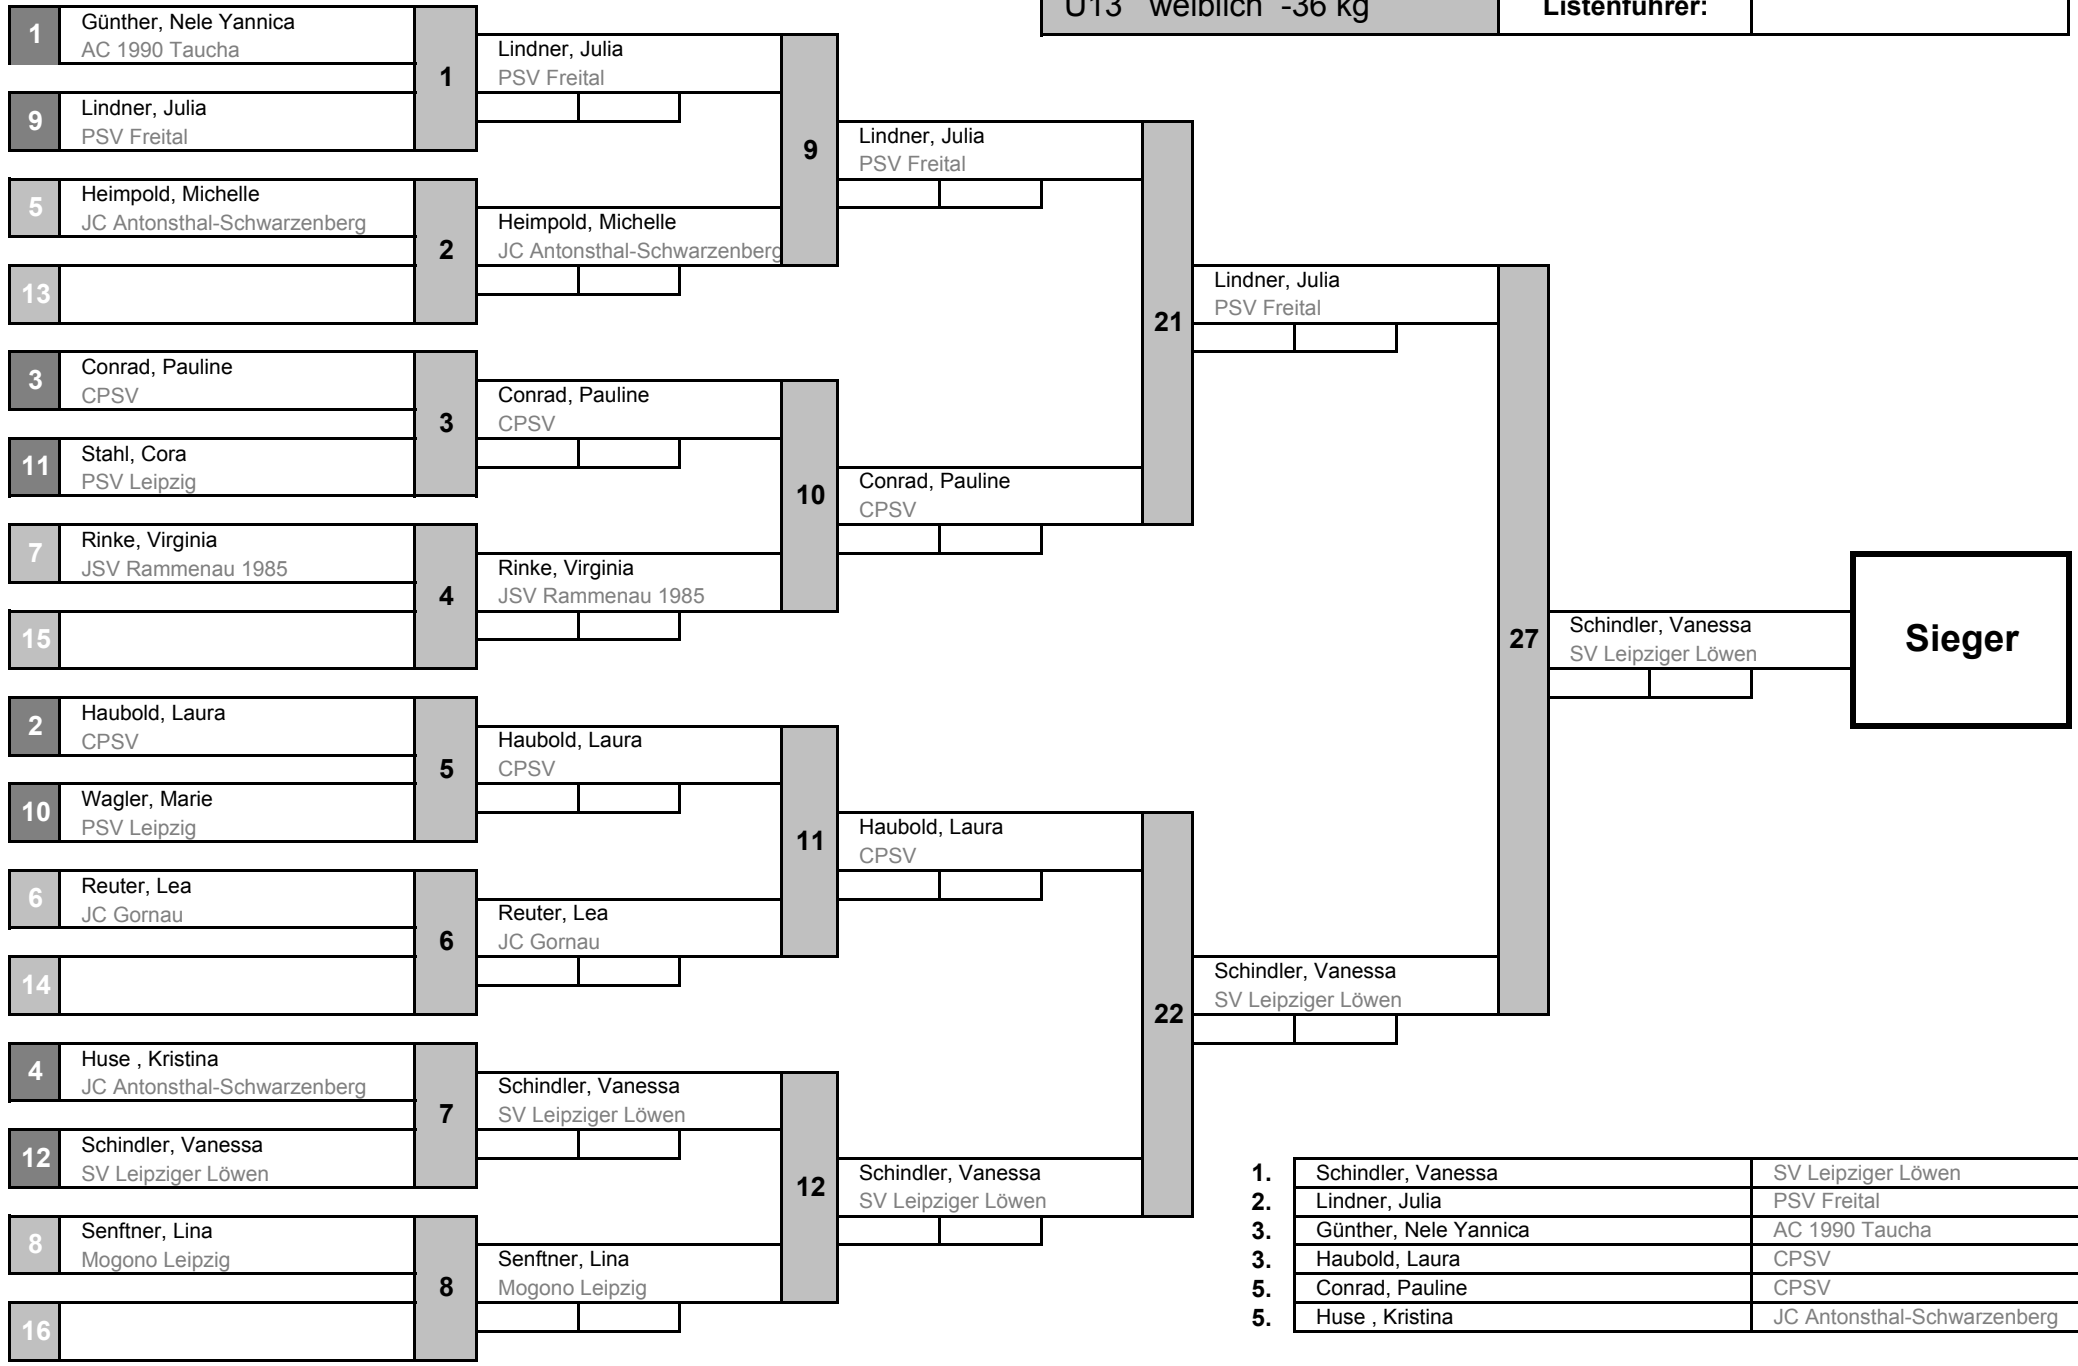 U13 weiblich -36 kg
Listenführer:
1
Günther, Nele Yannica
AC 1990 Taucha
9
Lindner, Julia
PSV Freital
5
Heimpold, Michelle
JC Antonsthal-Schwarzenberg
13
3
Conrad, Pauline
CPSV
11
Stahl, Cora
PSV Leipzig
7
Rinke, Virginia
JSV Rammenau 1985
15
2
Haubold, Laura
CPSV
10
Wagler, Marie
PSV Leipzig
6
Reuter, Lea
JC Gornau
14
4
Huse , Kristina
JC Antonsthal-Schwarzenberg
12
Schindler, Vanessa
SV Leipziger Löwen
8
Senftner, Lina
Mogono Leipzig
16
1
2
3
4
5
6
7
8
Lindner, Julia
PSV Freital
Heimpold, Michelle
JC Antonsthal-Schwarzenberg
Conrad, Pauline
CPSV
Rinke, Virginia
JSV Rammenau 1985
Haubold, Laura
CPSV
Reuter, Lea
JC Gornau
Schindler, Vanessa
SV Leipziger Löwen
Senftner, Lina
Mogono Leipzig
9
10
11
12
Lindner, Julia
PSV Freital
Conrad, Pauline
CPSV
Haubold, Laura
CPSV
Schindler, Vanessa
SV Leipziger Löwen
21
22
Lindner, Julia
PSV Freital
Schindler, Vanessa
SV Leipziger Löwen
27
Schindler, Vanessa
SV Leipziger Löwen
Sieger
1. Schindler, Vanessa SV Leipziger Löwen
2. Lindner, Julia PSV Freital
3. Günther, Nele Yannica AC 1990 Taucha
3. Haubold, Laura CPSV
5. Conrad, Pauline CPSV
5. Huse , Kristina JC Antonsthal-Schwarzenberg